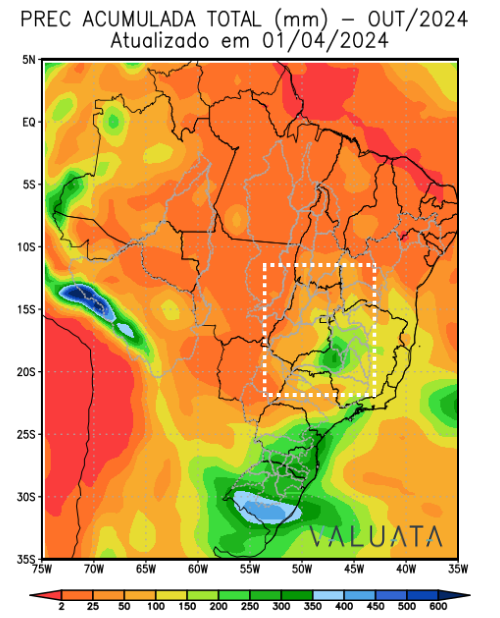 PREC ACUMULADA TOTAL (mm) – OUT/2024
Atualizado em 01/04/2024
5N
EQ
5S
10S
15S
20S
25S
30S
35S
VALUATA
75W 70W 65W 60W 55W 50W 45W 40W 35W
2 25 50 100 150 200 250 300 350 400 450 500 600